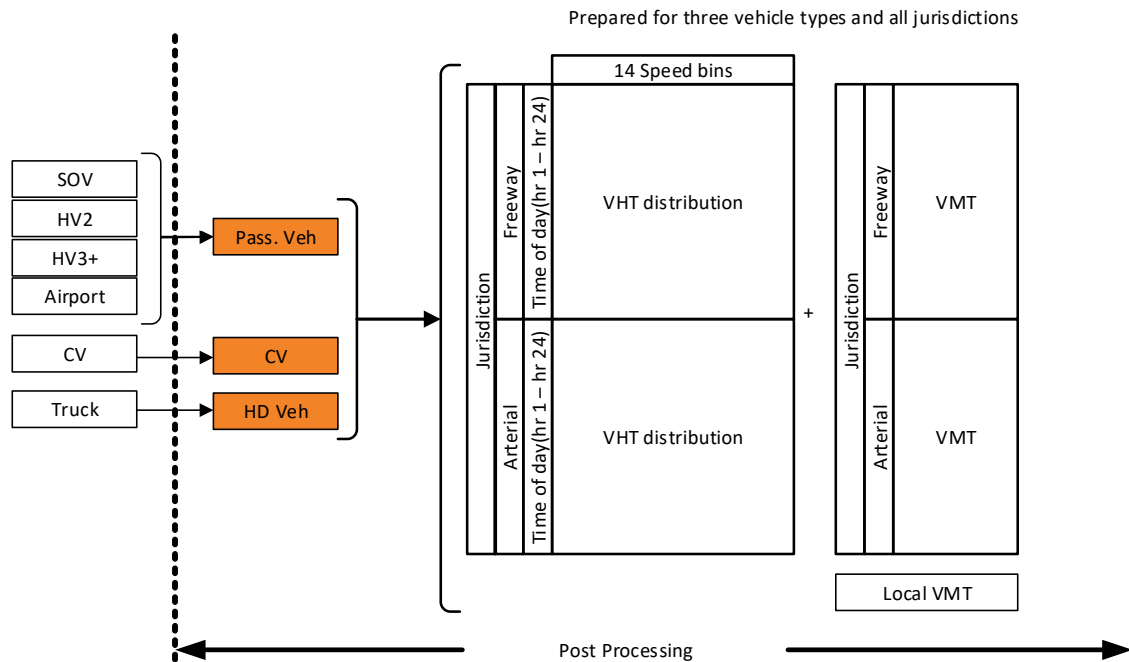 Prepared for three vehicle types and all jurisdictions
SOV
HV2
HV3+
Airport
CV
Truck
Pass. Veh
CV
HD Veh
14 Speed bins
Jurisdiction
Freeway
Time of day(hr 1 – hr 24)
VHT distribution
Arterial
Time of day(hr 1 – hr 24)
VHT distribution
+
Jurisdiction
Freeway
VMT
Arterial
VMT
Local VMT
Post Processing